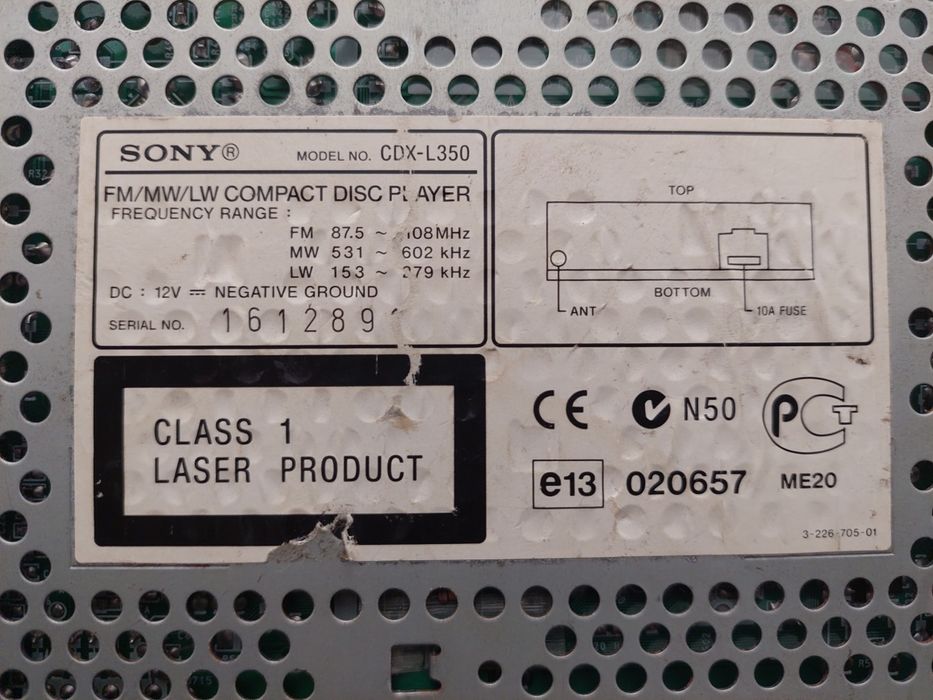 SONY® MODEL NO. CDX-L350
FM/MW/LW COMPACT DISC PLAYER
FREQUENCY RANGE :
FM 87.5 ~ 108MHz
MW 531 ~ 602 kHz
LW 153 ~ 279 kHz
DC : 12V ⎓ NEGATIVE GROUND
SERIAL NO. 161289
TOP
BOTTOM
ANT
10A FUSE
CLASS 1
LASER PRODUCT
CE N50 PCT
e13 020657 ME20
3-226-705-01